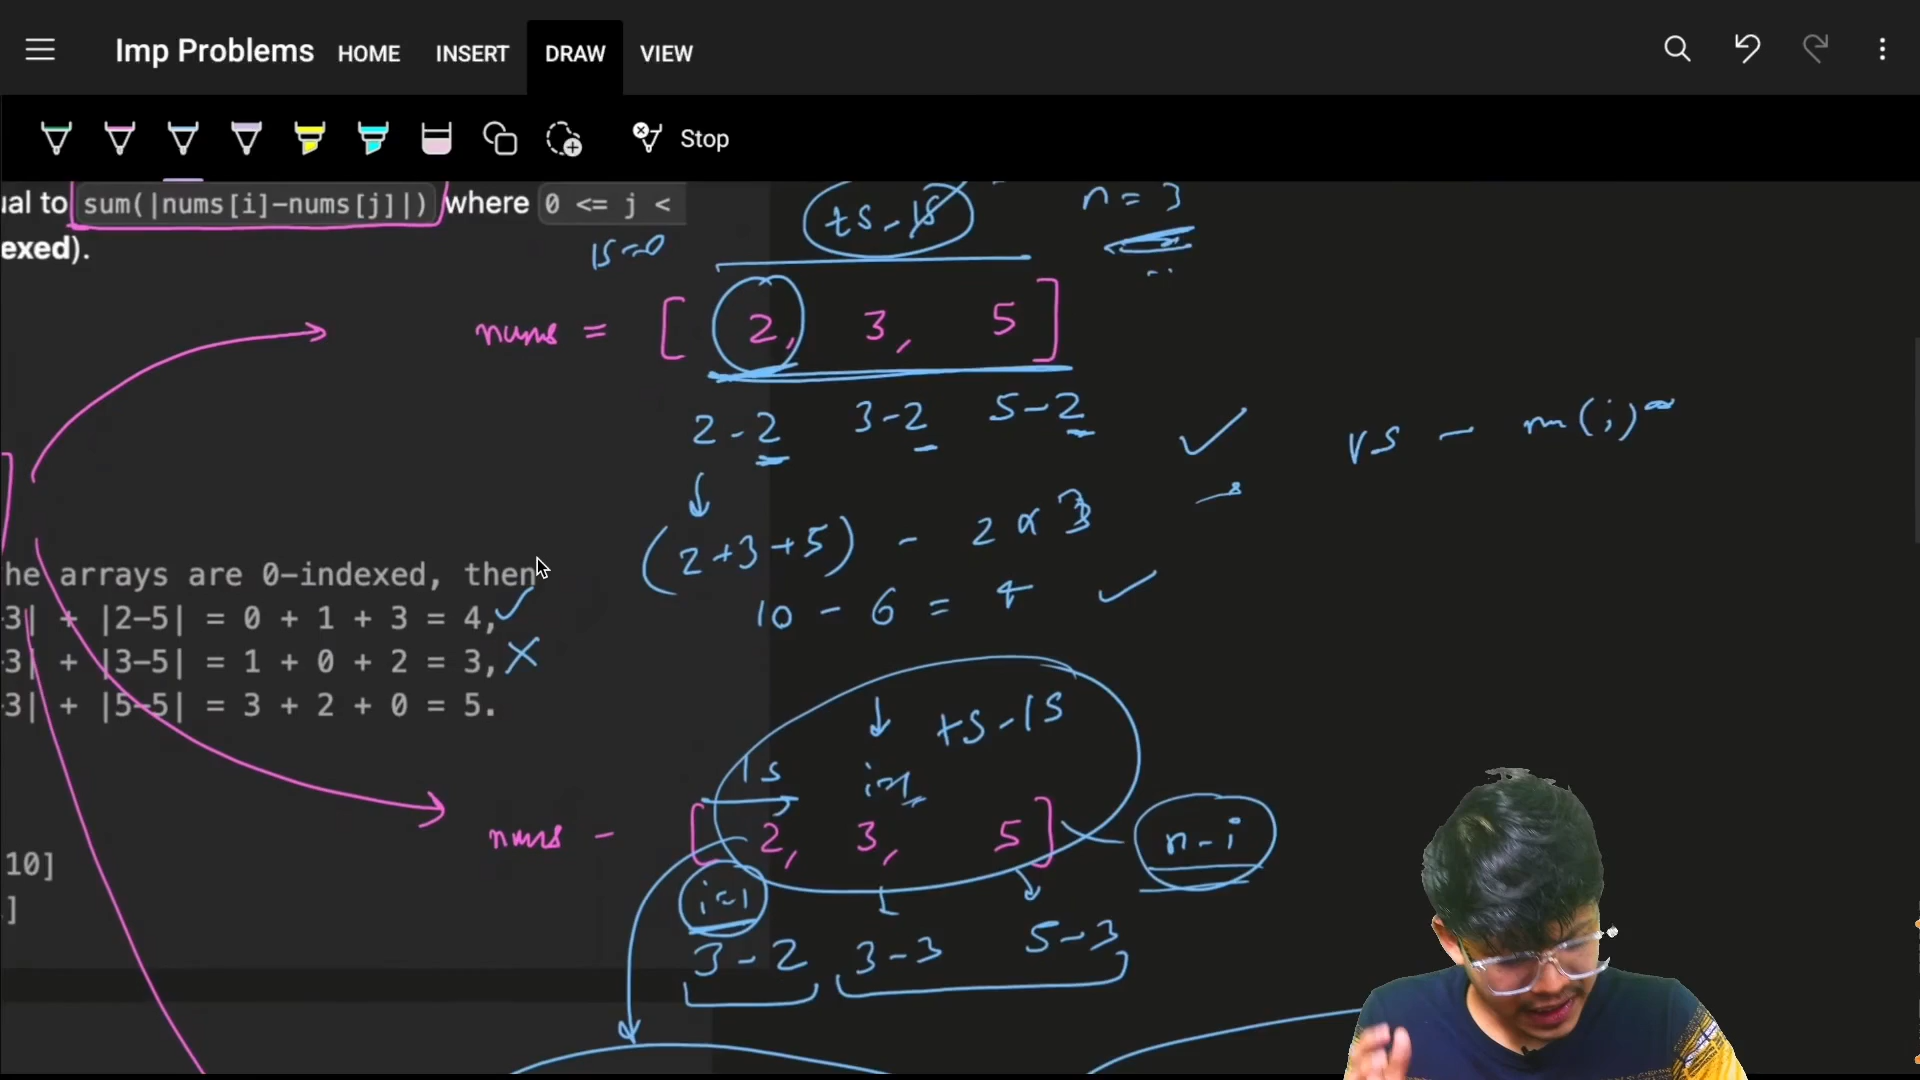 Imp Problems HOME INSERT DRAW VIEW
Stop
ual to sum(|nums[i]-nums[j]|) where 0 <= j <
exed).
ts - ls
n = 3
ls = 0
nums = [ 2, 3, 5 ]
2 - 2 3 - 2 5 - 2
rs - n(i)
(2+3+5) - 2 * 3
he arrays are 0-indexed, then
3| + |2-5| = 0 + 1 + 3 = 4,
10 - 6 = 4
3| + |3-5| = 1 + 0 + 2 = 3,
3| + |5-5| = 3 + 2 + 0 = 5.
ts - ls
ls
nums - [ 2, 3, 5 ]
n - i
10]
]
i = 1
3 - 2 3 - 3 5 - 3